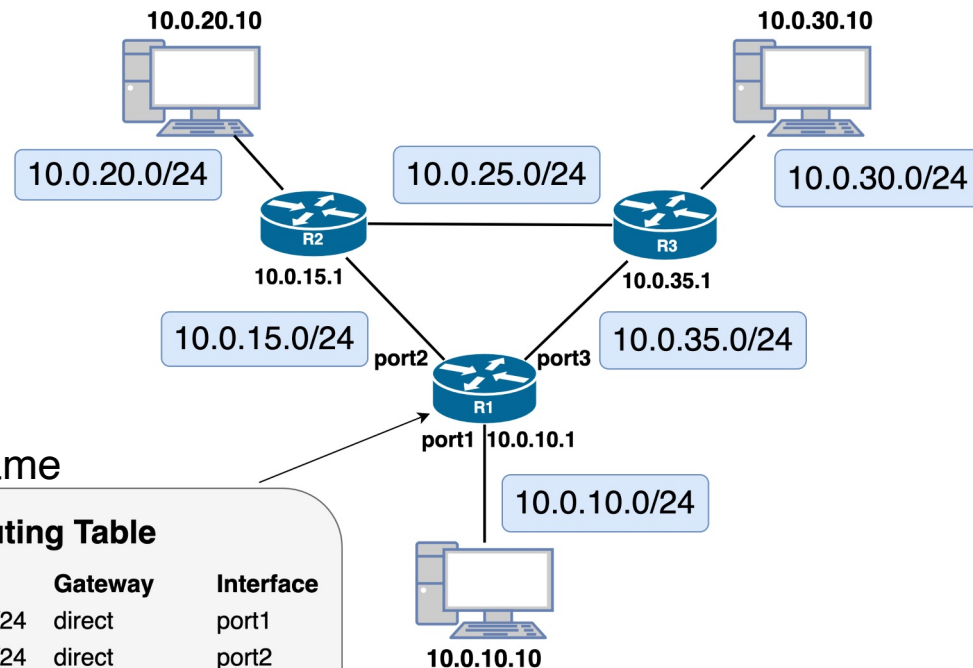 10.0.20.10
10.0.30.10
10.0.20.0/24
10.0.25.0/24
10.0.30.0/24
R2
R3
10.0.15.1
10.0.35.1
10.0.15.0/24
10.0.35.0/24
port2
port3
R1
port1
10.0.10.1
10.0.10.0/24
Table
Gateway Interface
24 direct port1
24 direct port2
10.0.10.10